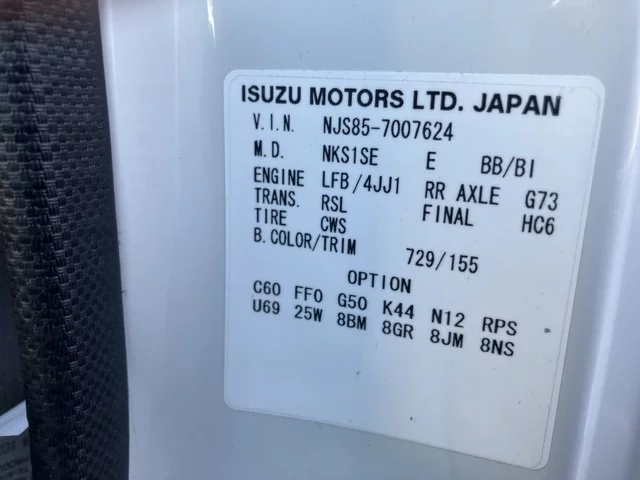 ISUZU MOTORS LTD. JAPAN
V.I.N. NJS85-7007624
M.D. NKS1SE E BB/BI
ENGINE LFB/4JJ1 RR AXLE G73
TRANS. RSL FINAL HC6
TIRE CWS
B.COLOR/TRIM 729/155
OPTION
C60 FF0 G50 K44 N12 RPS
U69 25W 8BM 8GR 8JM 8NS